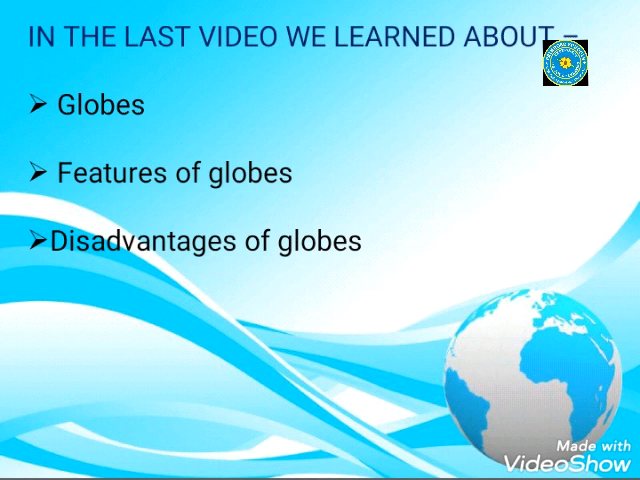 IN THE LAST VIDEO WE LEARNED ABOUT –
➢ Globes
➢ Features of globes
➢Disadvantages of globes
Made with
VideoShow